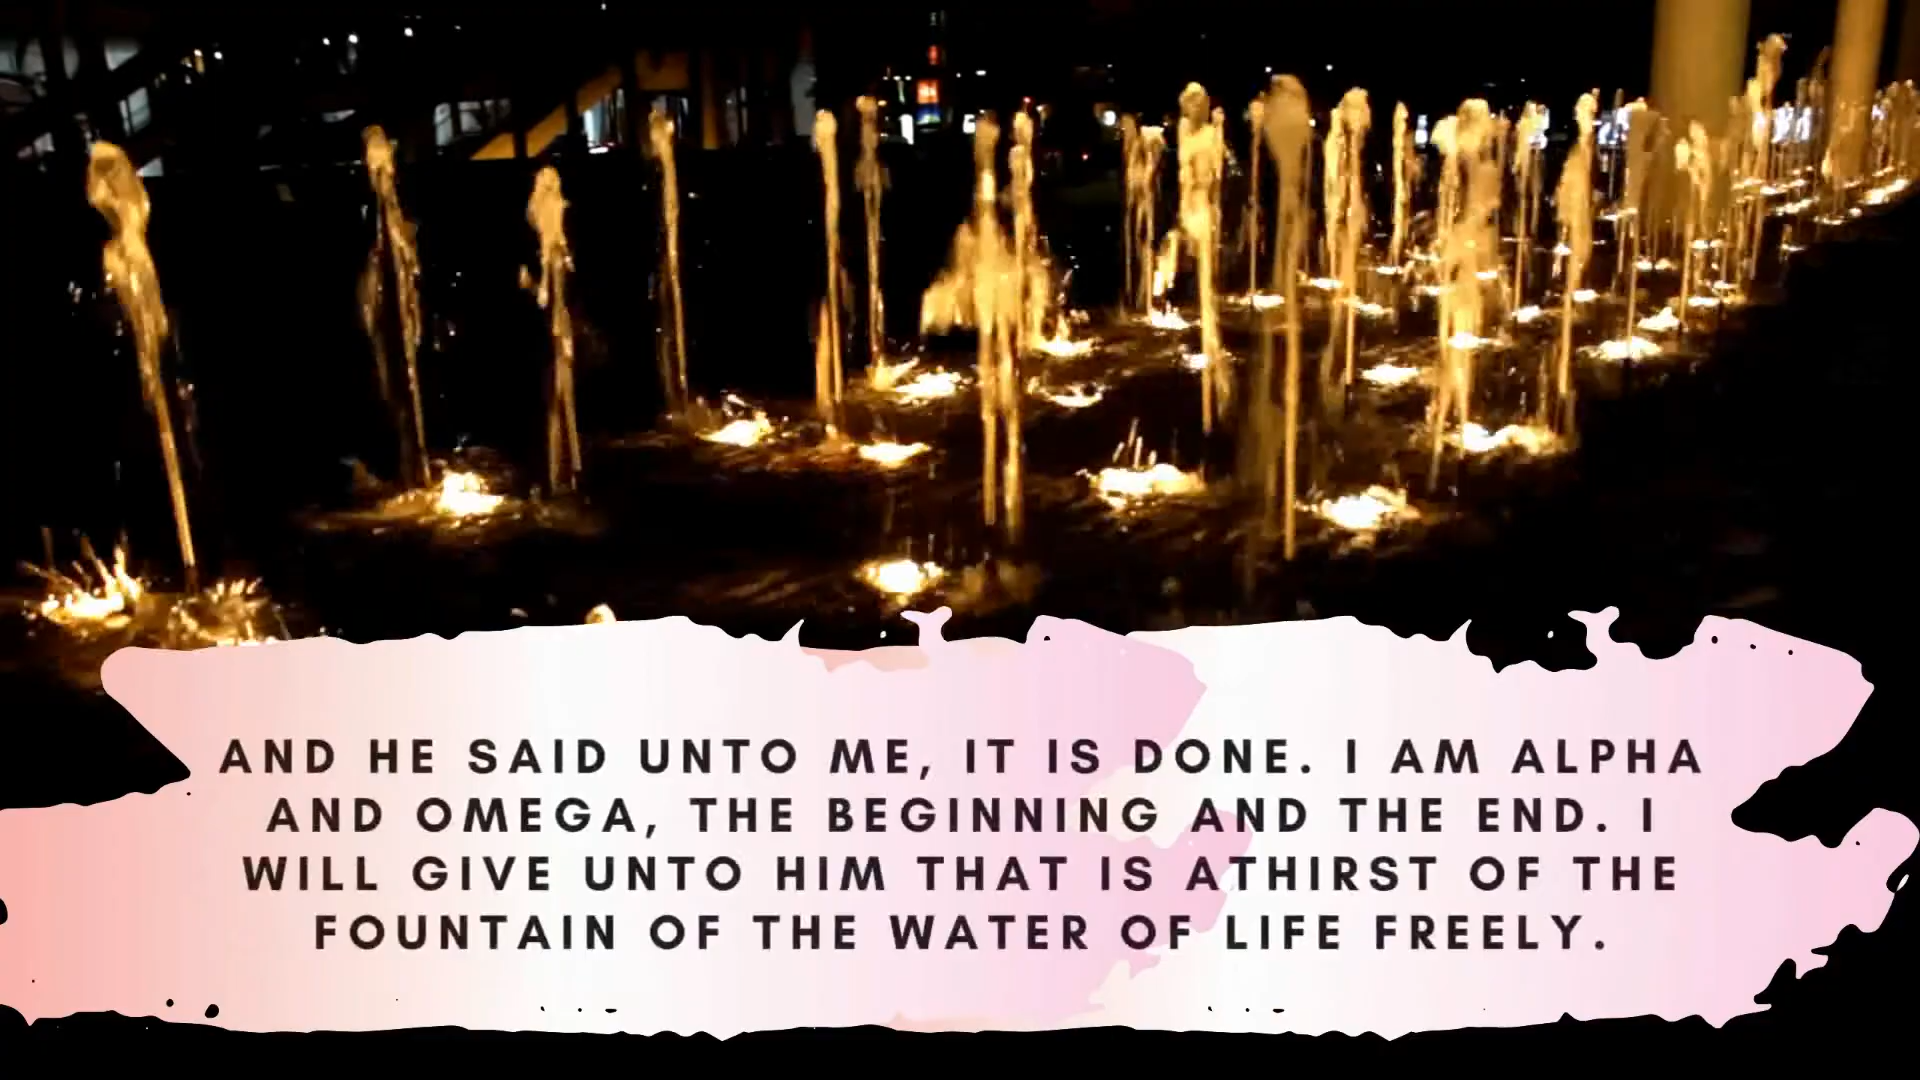 AND HE SAID UNTO ME, IT IS DONE. I AM ALPHA
AND OMEGA, THE BEGINNING AND THE END. I
WILL GIVE UNTO HIM THAT IS ATHIRST OF THE
FOUNTAIN OF THE WATER OF LIFE FREELY.